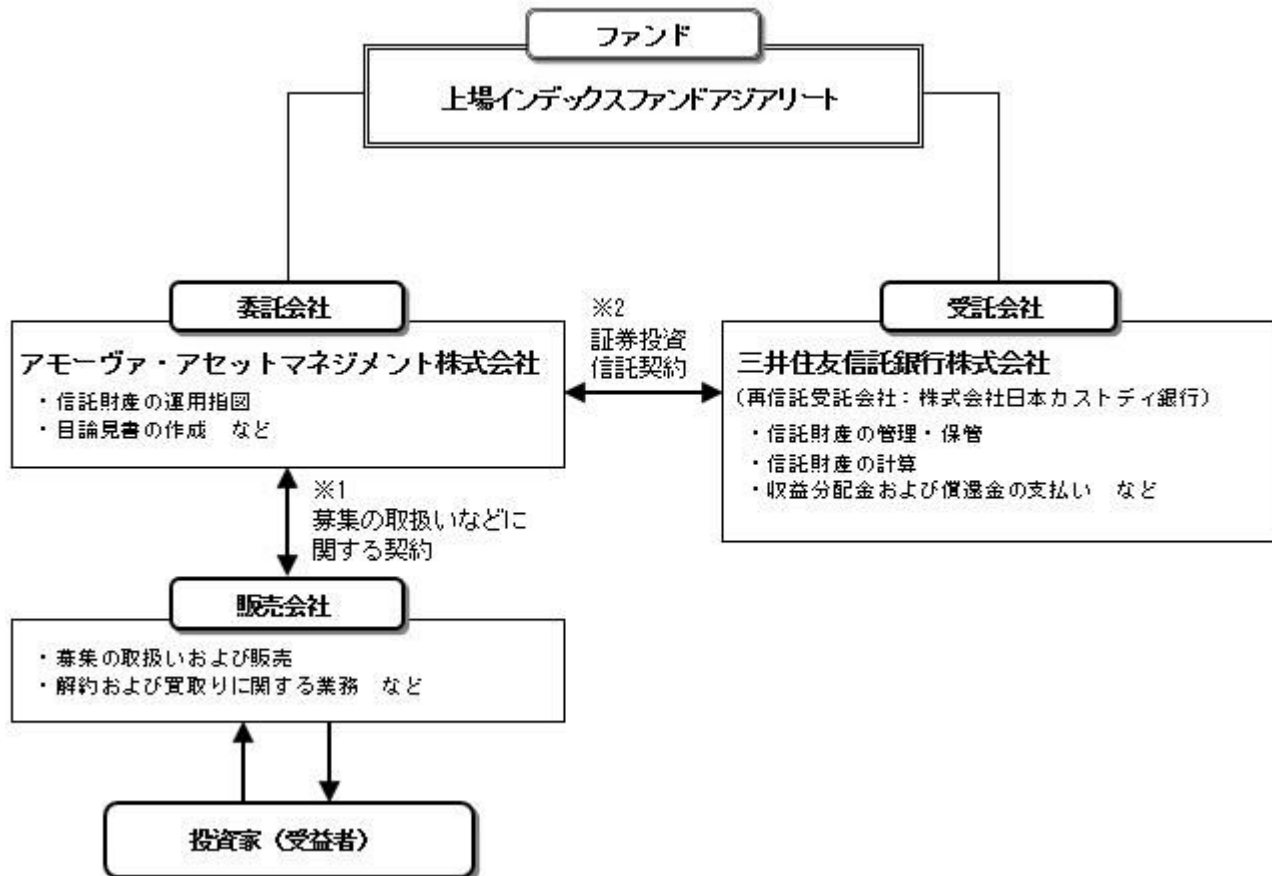 ファンド
上場インデックスファンドアジアリート
委託会社
アモーヴァ・アセットマネジメント株式会社
・信託財産の運用指図
・目論見書の作成　など
※2
証券投資
信託契約
受託会社
三井住友信託銀行株式会社
（再信託受託会社：株式会社日本カストディ銀行）
・信託財産の管理・保管
・信託財産の計算
・収益分配金および償還金の支払い　など
※1
募集の取扱いなどに
関する契約
販売会社
・募集の取扱いおよび販売
・解約および買取りに関する業務　など
投資家（受益者）